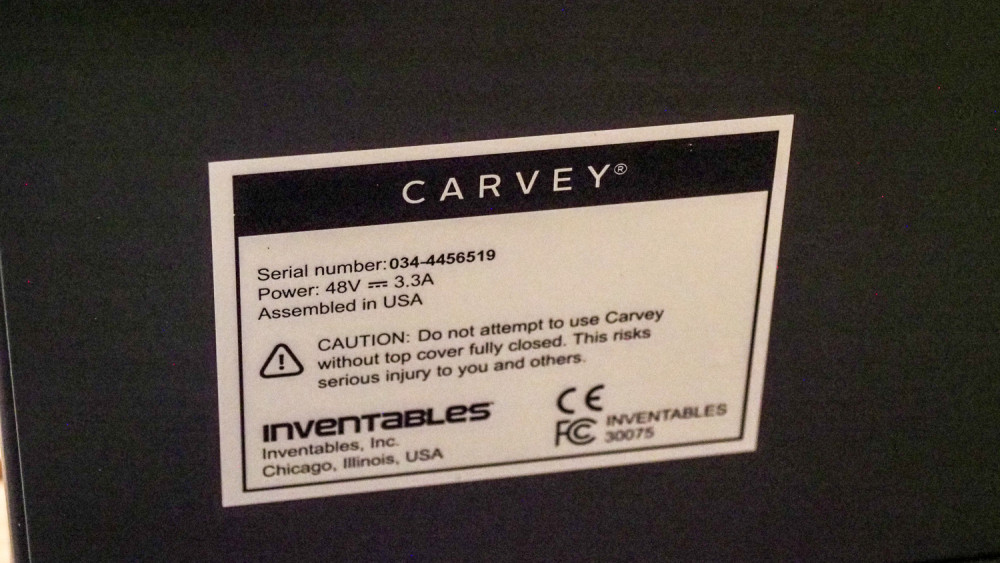 CARVEY®
Serial number: 034-4456519
Power: 48V ⎓ 3.3A
Assembled in USA
CAUTION: Do not attempt to use Carvey
without top cover fully closed. This risks
serious injury to you and others.
INVENTABLES
Inventables, Inc.
Chicago, Illinois, USA
CE
FC INVENTABLES
30075